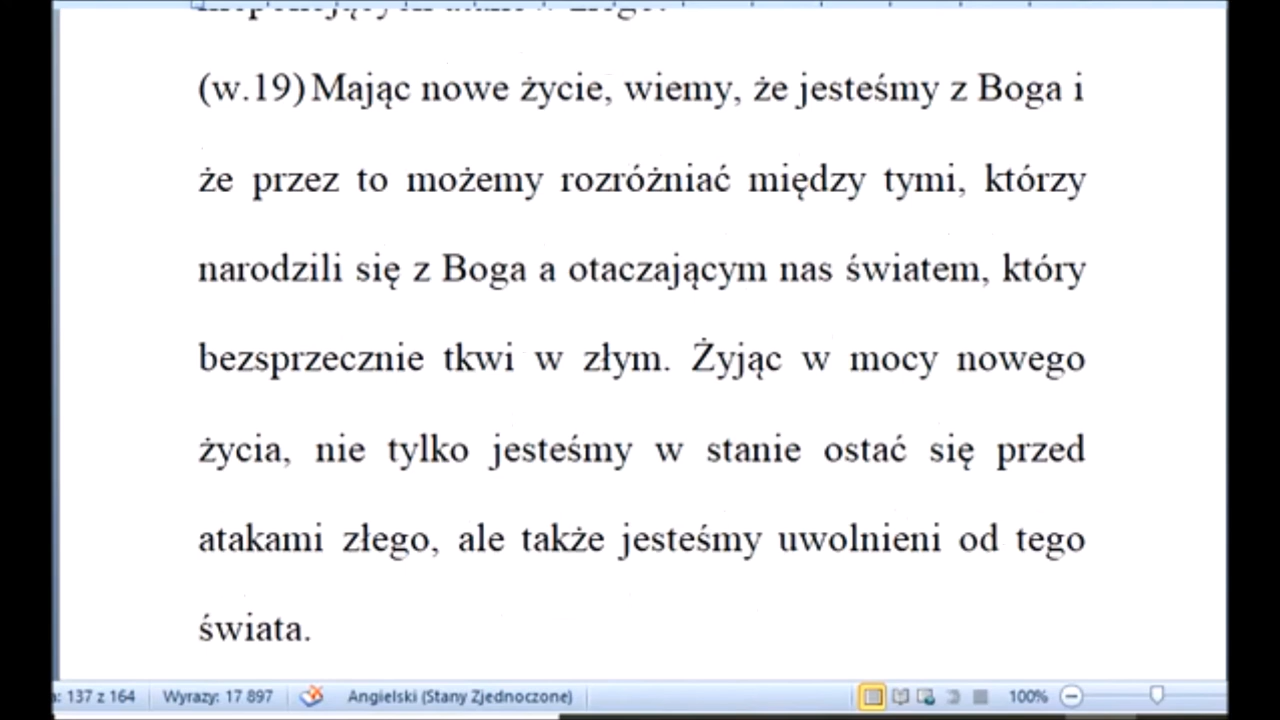 (w.19) Mając nowe życie, wiemy, że jesteśmy z Boga i
że przez to możemy rozróżniać między tymi, którzy
narodzili się z Boga a otaczającym nas światem, który
bezsprzecznie tkwi w złym. Żyjąc w mocy nowego
życia, nie tylko jesteśmy w stanie ostać się przed
atakami złego, ale także jesteśmy uwolnieni od tego
świata.
: 137 z 164 Wyrazy: 17 897 Angielski (Stany Zjednoczone) 100%